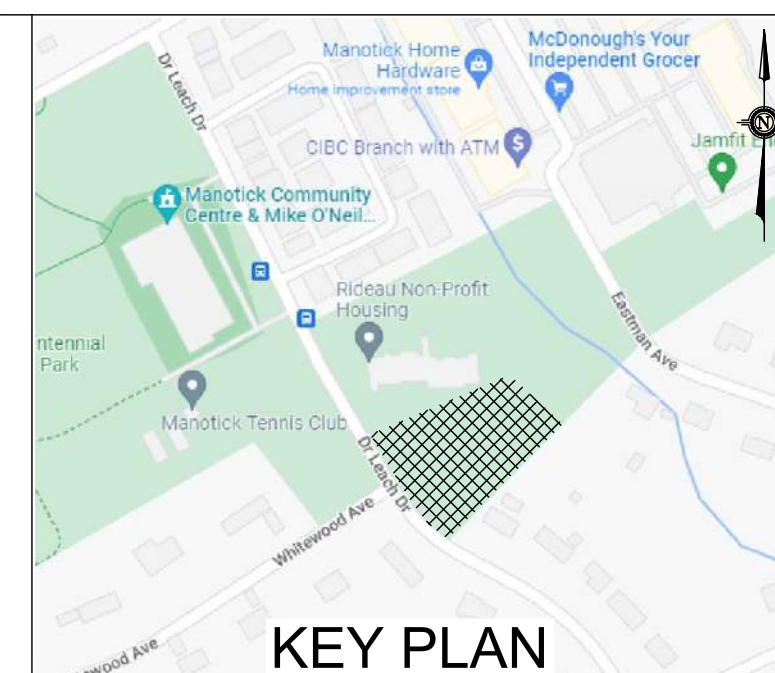 Dr Leach Dr
Manotick Home
Hardware
Home improvement store
McDonough's Your
Independent Grocer
N
CIBC Branch with ATM
$
Jamfit
Manotick Community
Centre & Mike O'Neil...
Rideau Non-Profit
Housing
Eastman Ave
ntennial
Park
Manotick Tennis Club
Dr Leach Dr
Whitewood Ave
wood Ave
KEY PLAN